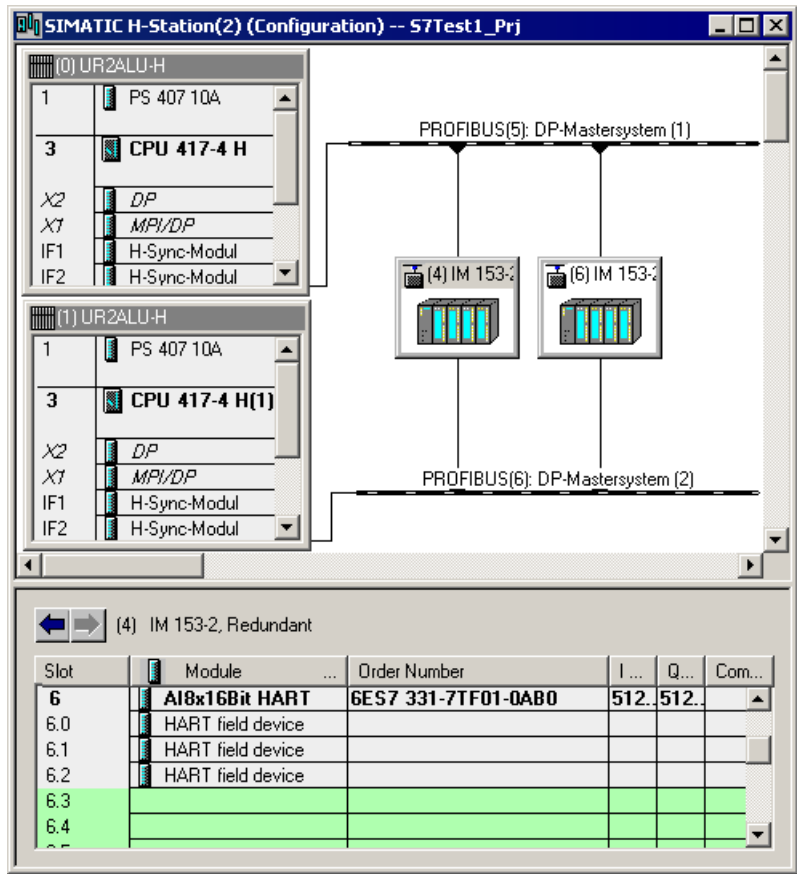 SIMATIC H-Station(2) (Configuration) -- S7Test1_Prj
(0) UR2ALU-H
1 PS 407 10A
3 CPU 417-4 H
X2 DP
X1 MPI/DP
IF1 H-Sync-Modul
IF2 H-Sync-Modul
PROFIBUS(5): DP-Mastersystem (1)
(4) IM 153-2
(6) IM 153-2
(1) UR2ALU-H
1 PS 407 10A
3 CPU 417-4 H(1)
X2 DP
X1 MPI/DP
IF1 H-Sync-Modul
IF2 H-Sync-Modul
PROFIBUS(6): DP-Mastersystem (2)
(4) IM 153-2, Redundant
Slot Module ... Order Number I ... Q... Com...
6 AI8x16Bit HART 6ES7 331-7TF01-0AB0 512.. 512..
6.0 HART field device
6.1 HART field device
6.2 HART field device
6.3
6.4